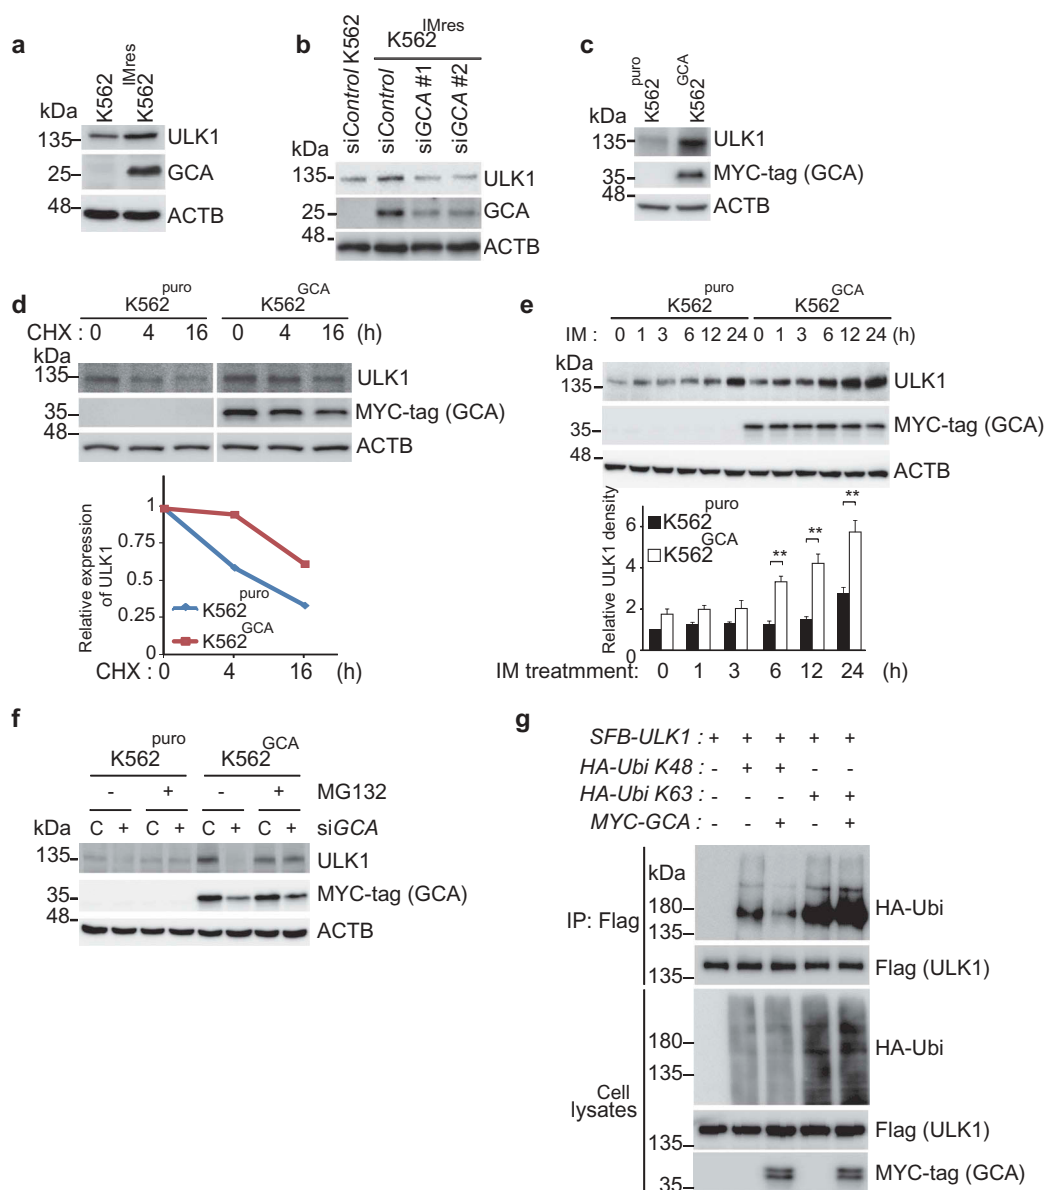 a
K562
K562 IMres
kDa
135
ULK1
25
GCA
48
ACTB
b
K562 IMres
siControl K562
siControl
siGCA #1
siGCA #2
kDa
135
ULK1
25
GCA
48
ACTB
c
K562 puro
K562 GCA
kDa
135
ULK1
35
MYC-tag (GCA)
48
ACTB
d
K562 puro K562 GCA
CHX : 0 4 16 0 4 16 (h)
kDa
135
ULK1
35
MYC-tag (GCA)
48
ACTB
Relative expression
of ULK1
1
0.75
0.5
0.25
0
K562 puro
K562 GCA
0 4 16 (h)
CHX :
e
K562 puro K562 GCA
IM : 0 1 3 6 12 24 0 1 3 6 12 24 (h)
kDa
135
ULK1
35
MYC-tag (GCA)
48
ACTB
Relative ULK1 density
6
4
2
0
K562 puro
K562 GCA
** ** **
IM treatmment: 0 1 3 6 12 24 (h)
f
K562 puro K562 GCA
- + - + MG132
kDa C + C + C + C + siGCA
135
ULK1
35
MYC-tag (GCA)
48
ACTB
g
SFB-ULK1 : + + + + +
HA-Ubi K48 : - + + - -
HA-Ubi K63 : - - - + +
MYC-GCA : - - + - +
kDa
IP: Flag
180
135
HA-Ubi
135
Flag (ULK1)
Cell
lysates
180
135
HA-Ubi
135
Flag (ULK1)
35
MYC-tag (GCA)